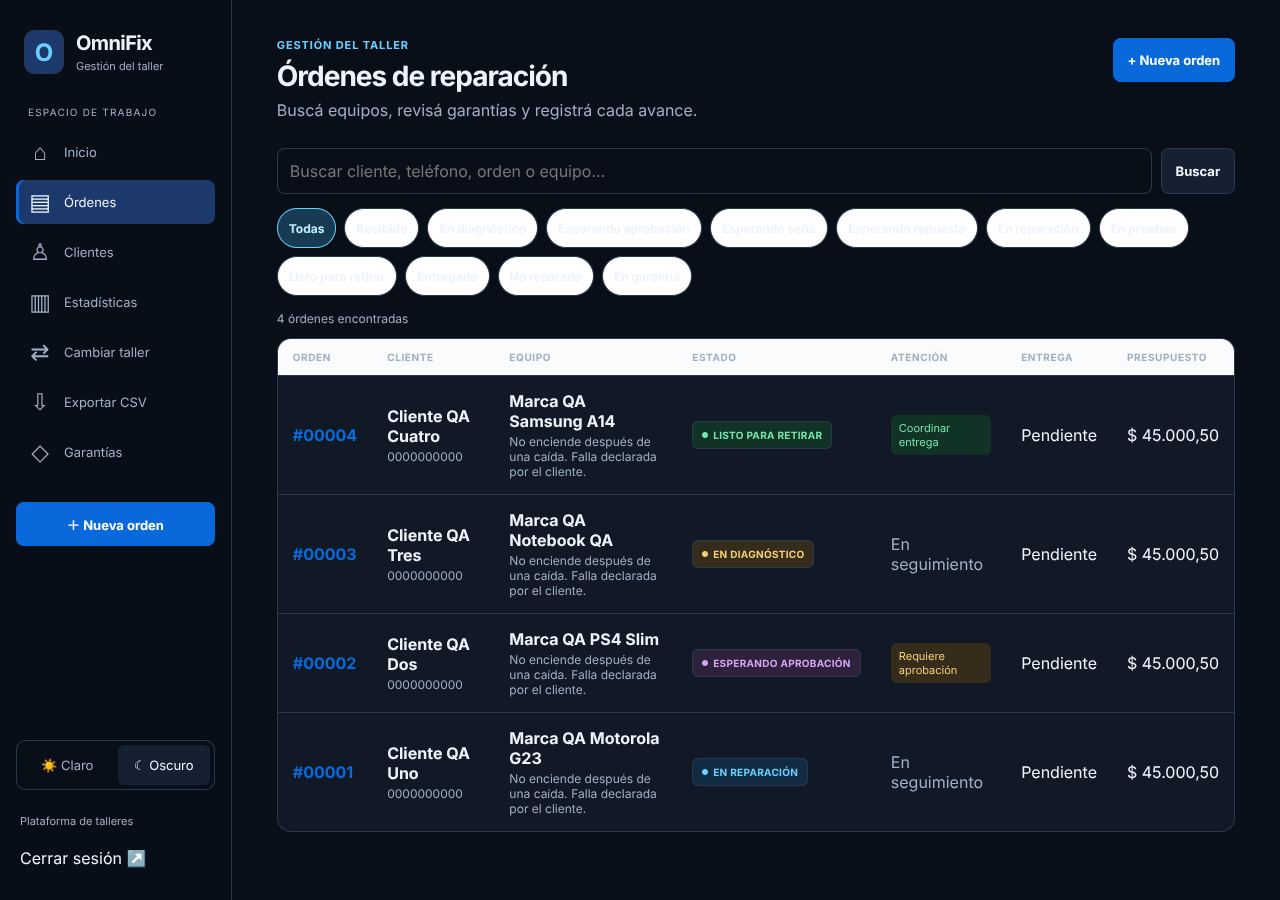 O
OmniFix
Gestión del taller
ESPACIO DE TRABAJO
Inicio
Órdenes
Clientes
Estadísticas
Cambiar taller
Exportar CSV
Garantías
+ Nueva orden
☀️ Claro
☾ Oscuro
Plataforma de talleres
Cerrar sesión ↗️
GESTIÓN DEL TALLER
Órdenes de reparación
Buscá equipos, revisá garantías y registrá cada avance.
+ Nueva orden
Buscar cliente, teléfono, orden o equipo...
Buscar
Todas Recibido En diagnóstico Esperando aprobación Esperando seña Esperando repuesto En reparación En pruebas
Listo para retirar Entregado No reparado En garantía
4 órdenes encontradas
ORDEN CLIENTE EQUIPO ESTADO ATENCIÓN ENTREGA PRESUPUESTO
#00004
Cliente QA
Cuatro
0000000000
Marca QA
Samsung A14
No enciende después de
una caída. Falla declarada
por el cliente.
LISTO PARA RETIRAR
Coordinar
entrega
Pendiente
$ 45.000,50
#00003
Cliente QA
Tres
0000000000
Marca QA
Notebook QA
No enciende después de
una caída. Falla declarada
por el cliente.
EN DIAGNÓSTICO
En
seguimiento
Pendiente
$ 45.000,50
#00002
Cliente QA
Dos
0000000000
Marca QA PS4 Slim
No enciende después de
una caída. Falla declarada
por el cliente.
ESPERANDO APROBACIÓN
Requiere
aprobación
Pendiente
$ 45.000,50
#00001
Cliente QA
Uno
0000000000
Marca QA Motorola
G23
No enciende después de
una caída. Falla declarada
por el cliente.
EN REPARACIÓN
En
seguimiento
Pendiente
$ 45.000,50